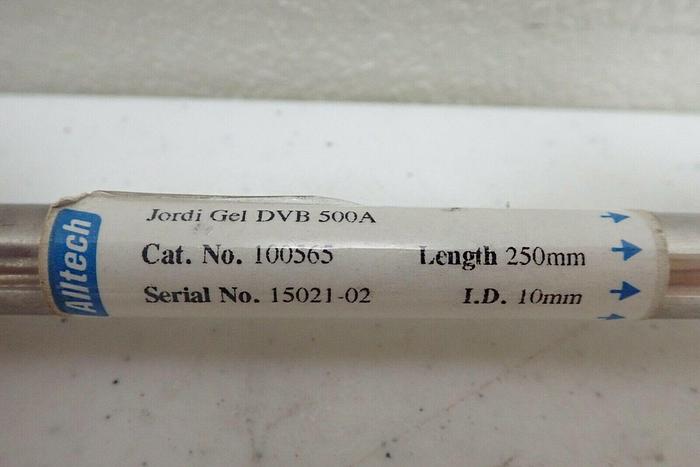 Alltech
Jordi Gel DVB 500A
Cat. No. 100565 Length 250mm
Serial No. 15021-02 I.D. 10mm